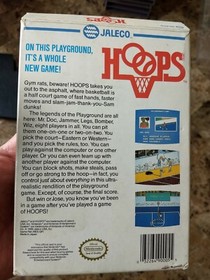 JALECO
ON THIS PLAYGROUND,
IT'S A WHOLE
NEW GAME!
HOOPS
Gym rats, beware! HOOPS takes you
out to the asphalt, where basketball is
a half court game of fast hands, faster
moves and slam-jam-thank-you-Sam
dunks!
The legends of the Playground are all
here. Mr. Doc, Jammer, Legs, Bomber,
Wiz, eight players in all. You can pit
them one-on-one or two-on-two. You
pick the court—Eastern or Western—
and you pick the rules, too. You can
play against the computer or one other
player. Or you can even team up with
another player against the computer.
You can block shots, make steals, pass
off or go strong to the hoop—in fact, you
control just about everything in this ultra-
realistic rendition of the playground
game. Except, of course, the final score.
But win or lose, you know you've been
in a game after you've played a game
of HOOPS!